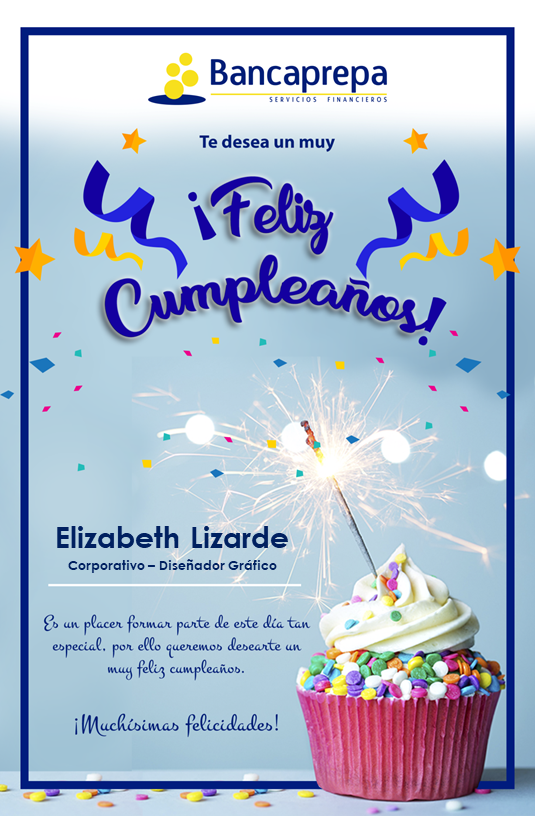 Bancaprepa
SERVICIOS FINANCIEROS
Te desea un muy
¡Feliz
Cumpleaños!
Elizabeth Lizarde
Corporativo – Diseñador Gráfico
Es un placer formar parte de este día tan
especial, por ello queremos desearte un
muy feliz cumpleaños.
¡Muchísimas felicidades!